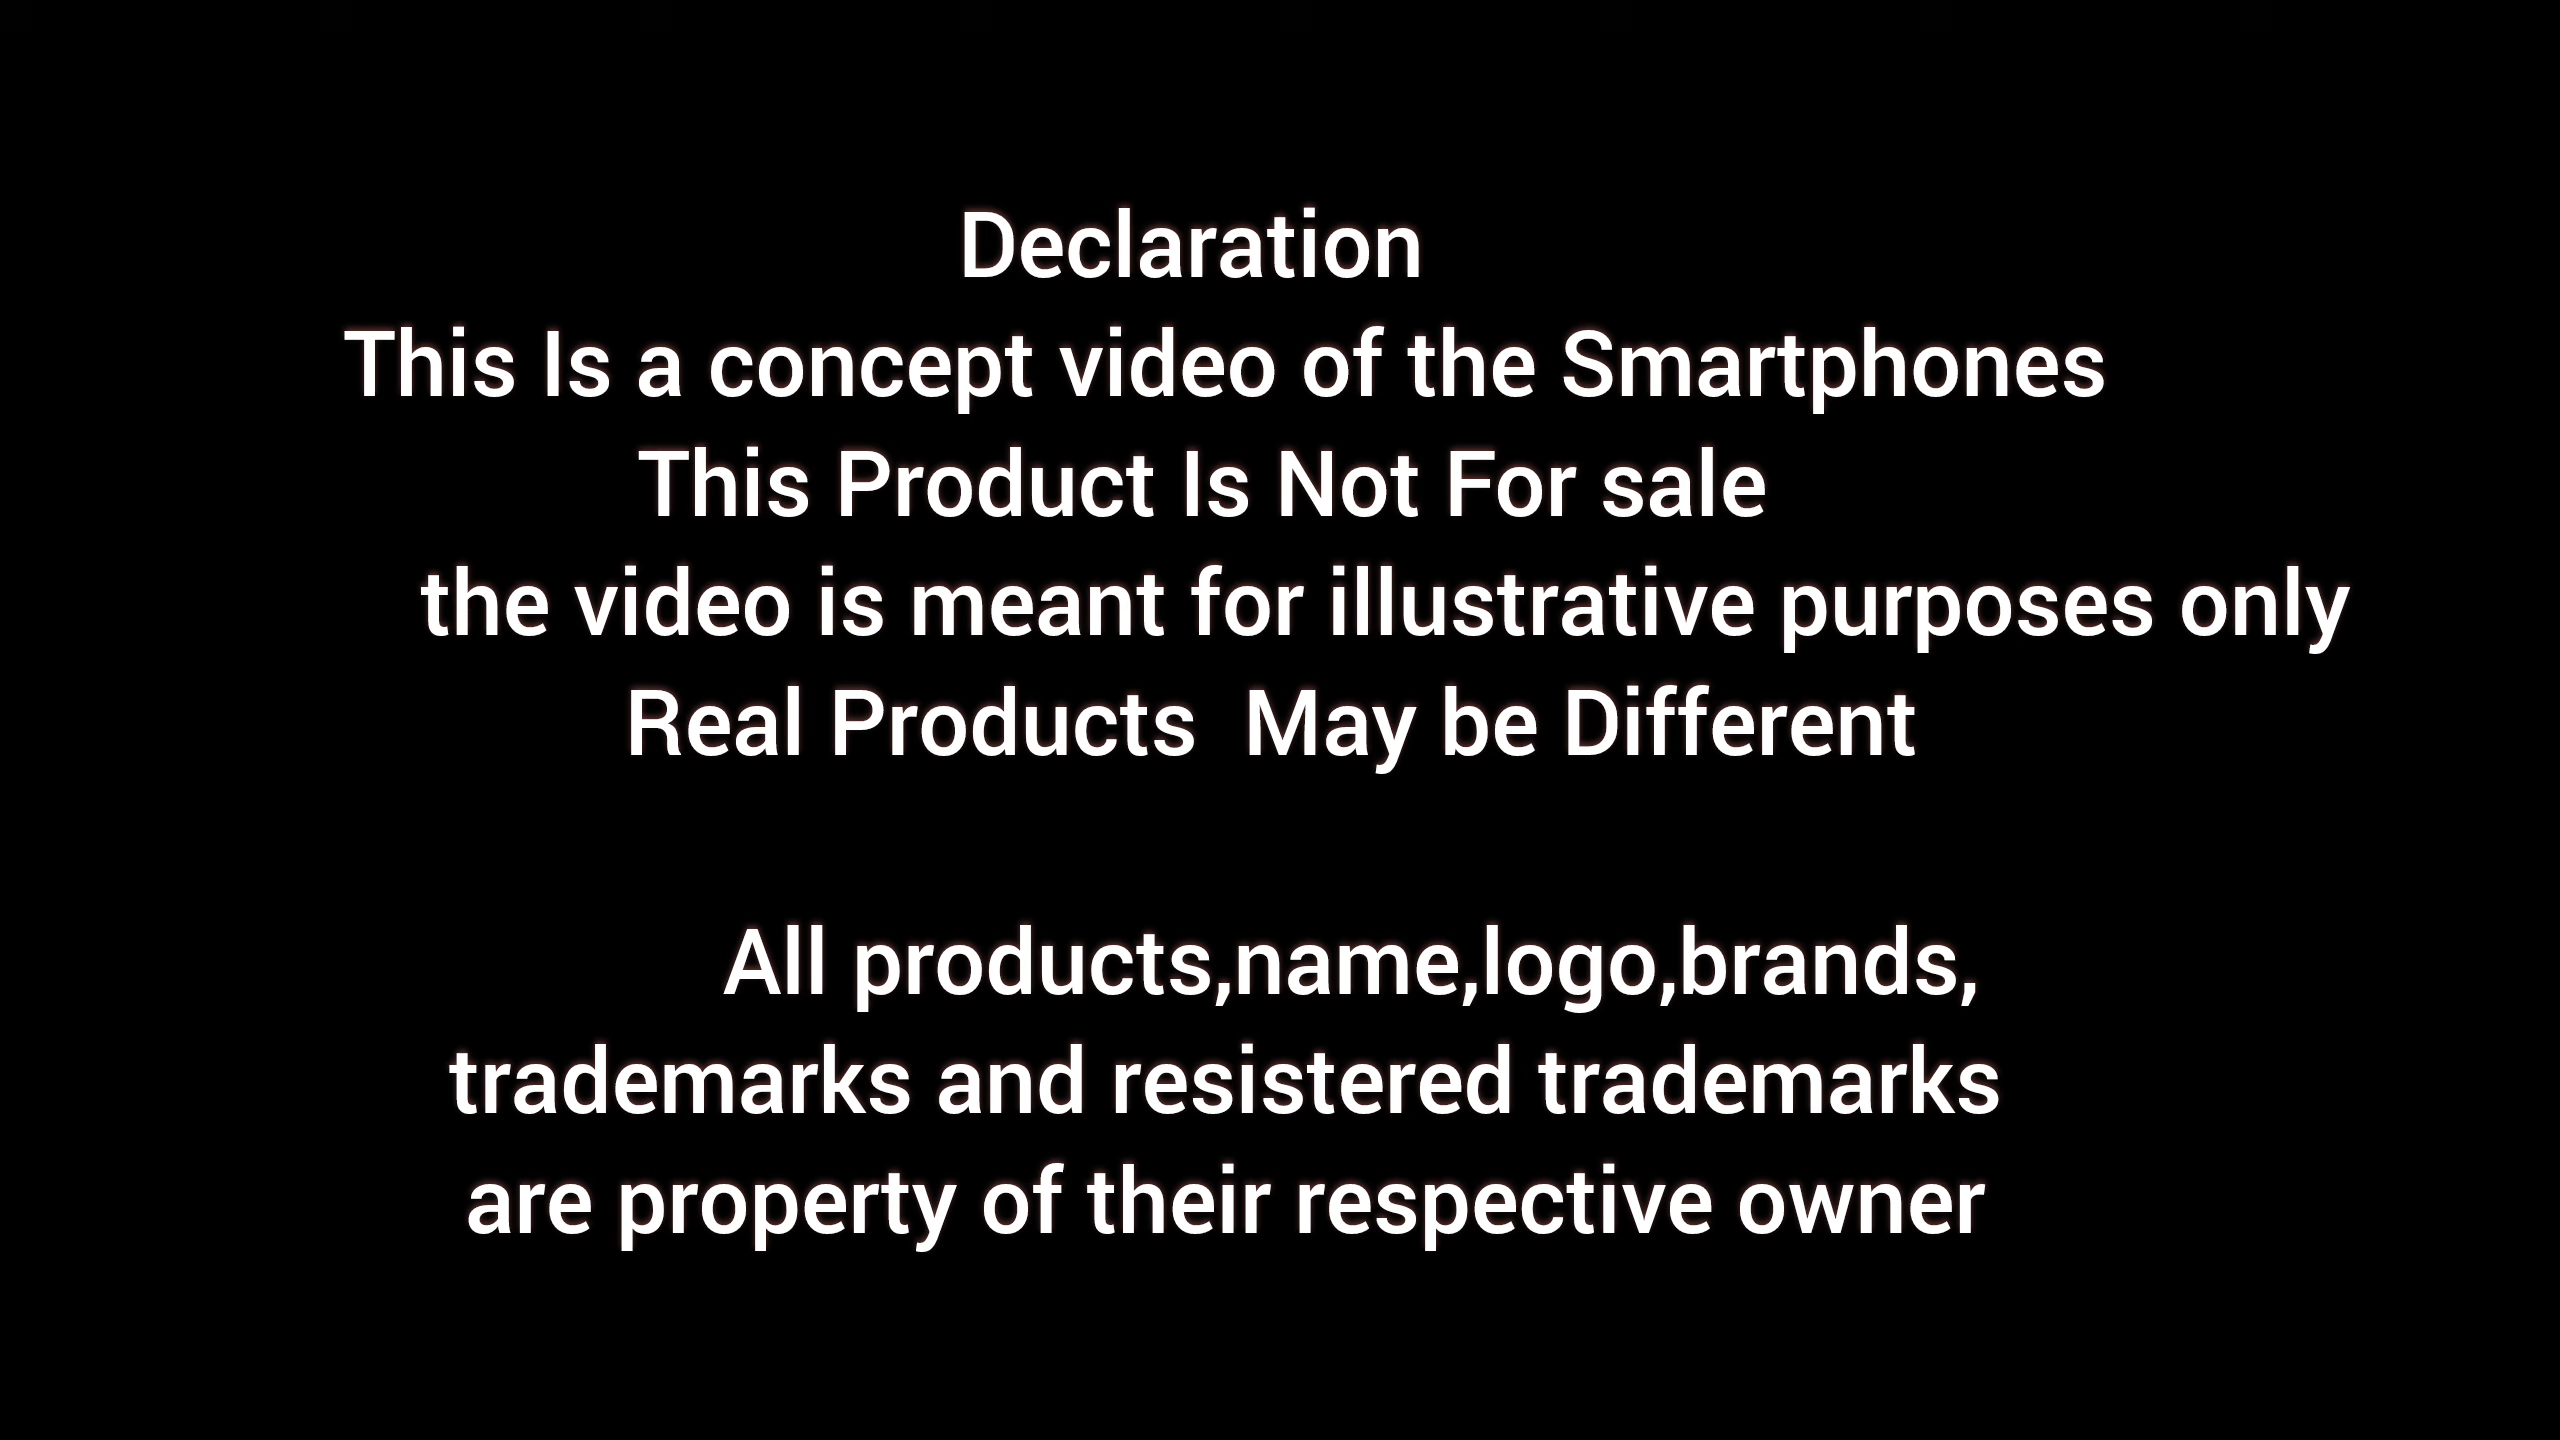 Declaration
This Is a concept video of the Smartphones
This Product Is Not For sale
the video is meant for illustrative purposes only
Real Products  May be Different
All products,name,logo,brands,
trademarks and resistered trademarks
are property of their respective owner